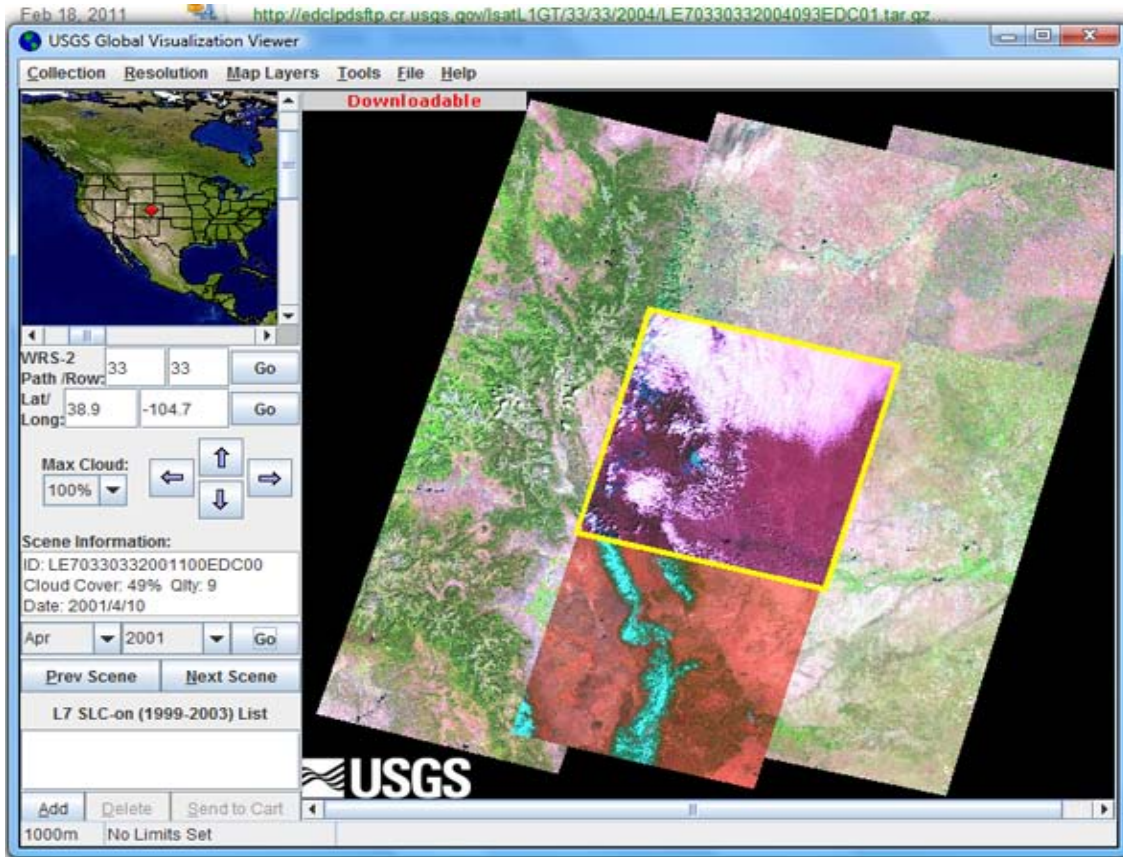 Feb 18, 2011 http://edclpdsftp.cr.usgs.gov/lsatL1GT/33/33/2004/LE70330332004093EDC01.tar.gz...
USGS Global Visualization Viewer
Collection Resolution Map Layers Tools File Help
Downloadable
WRS-2
Path /Row: 33 33 Go
Lat/
Long: 38.9 -104.7 Go
Max Cloud:
100%
Scene Information:
ID: LE70330332001100EDC00
Cloud Cover: 49% Qlty: 9
Date: 2001/4/10
Apr 2001 Go
Prev Scene Next Scene
L7 SLC-on (1999-2003) List
USGS
Add Delete Send to Cart
1000m No Limits Set